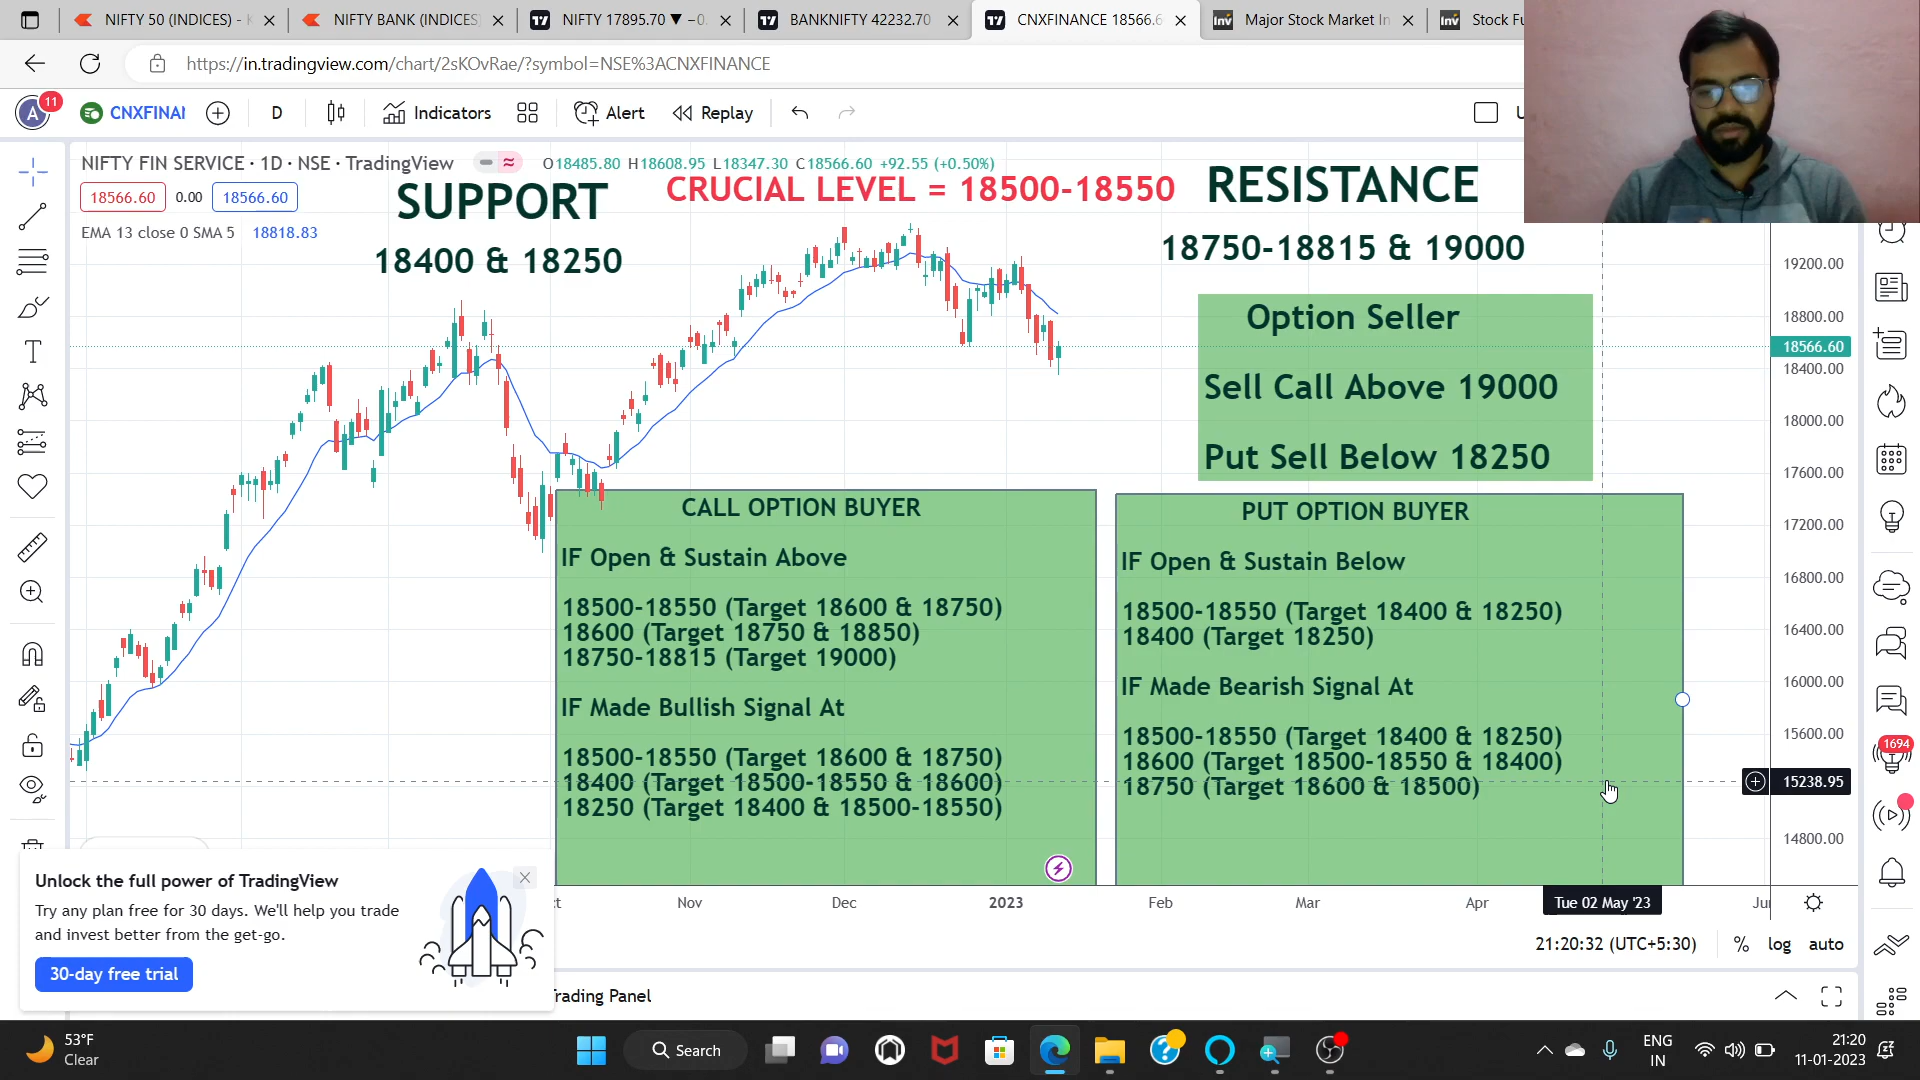 NIFTY 50 (INDICES) -
NIFTY BANK (INDICES)
NIFTY 17895.70 ▼ −0.
BANKNIFTY 42232.70
CNXFINANCE 18566.6
Major Stock Market In
Stock Fu
https://in.tradingview.com/chart/2sKOvRae/?symbol=NSE%3ACNXFINANCE
A
11
CNXFINAN
D
Indicators
Alert
Replay
NIFTY FIN SERVICE · 1D · NSE · TradingView
O18485.80 H18608.95 L18347.30 C18566.60 +92.55 (+0.50%)
18566.60
0.00
18566.60
EMA 13 close 0 SMA 5 18818.83
SUPPORT
18400 & 18250
CRUCIAL LEVEL = 18500-18550
RESISTANCE
18750-18815 & 19000
Option Seller
Sell Call Above 19000
Put Sell Below 18250
CALL OPTION BUYER
IF Open & Sustain Above
18500-18550 (Target 18600 & 18750)
18600 (Target 18750 & 18850)
18750-18815 (Target 19000)
IF Made Bullish Signal At
18500-18550 (Target 18600 & 18750)
18400 (Target 18500-18550 & 18600)
18250 (Target 18400 & 18500-18550)
PUT OPTION BUYER
IF Open & Sustain Below
18500-18550 (Target 18400 & 18250)
18400 (Target 18250)
IF Made Bearish Signal At
18500-18550 (Target 18400 & 18250)
18600 (Target 18500-18550 & 18400)
18750 (Target 18600 & 18500)
19200.00
18800.00
18566.60
18400.00
18000.00
17600.00
17200.00
16800.00
16400.00
16000.00
15600.00
15238.95
14800.00
1694
Nov
Dec
2023
Feb
Mar
Apr
Tue 02 May '23
21:20:32 (UTC+5:30)
%
log
auto
Unlock the full power of TradingView
Try any plan free for 30 days. We'll help you trade
and invest better from the get-go.
30-day free trial
Trading Panel
53°F
Clear
Search
ENG
IN
21:20
11-01-2023